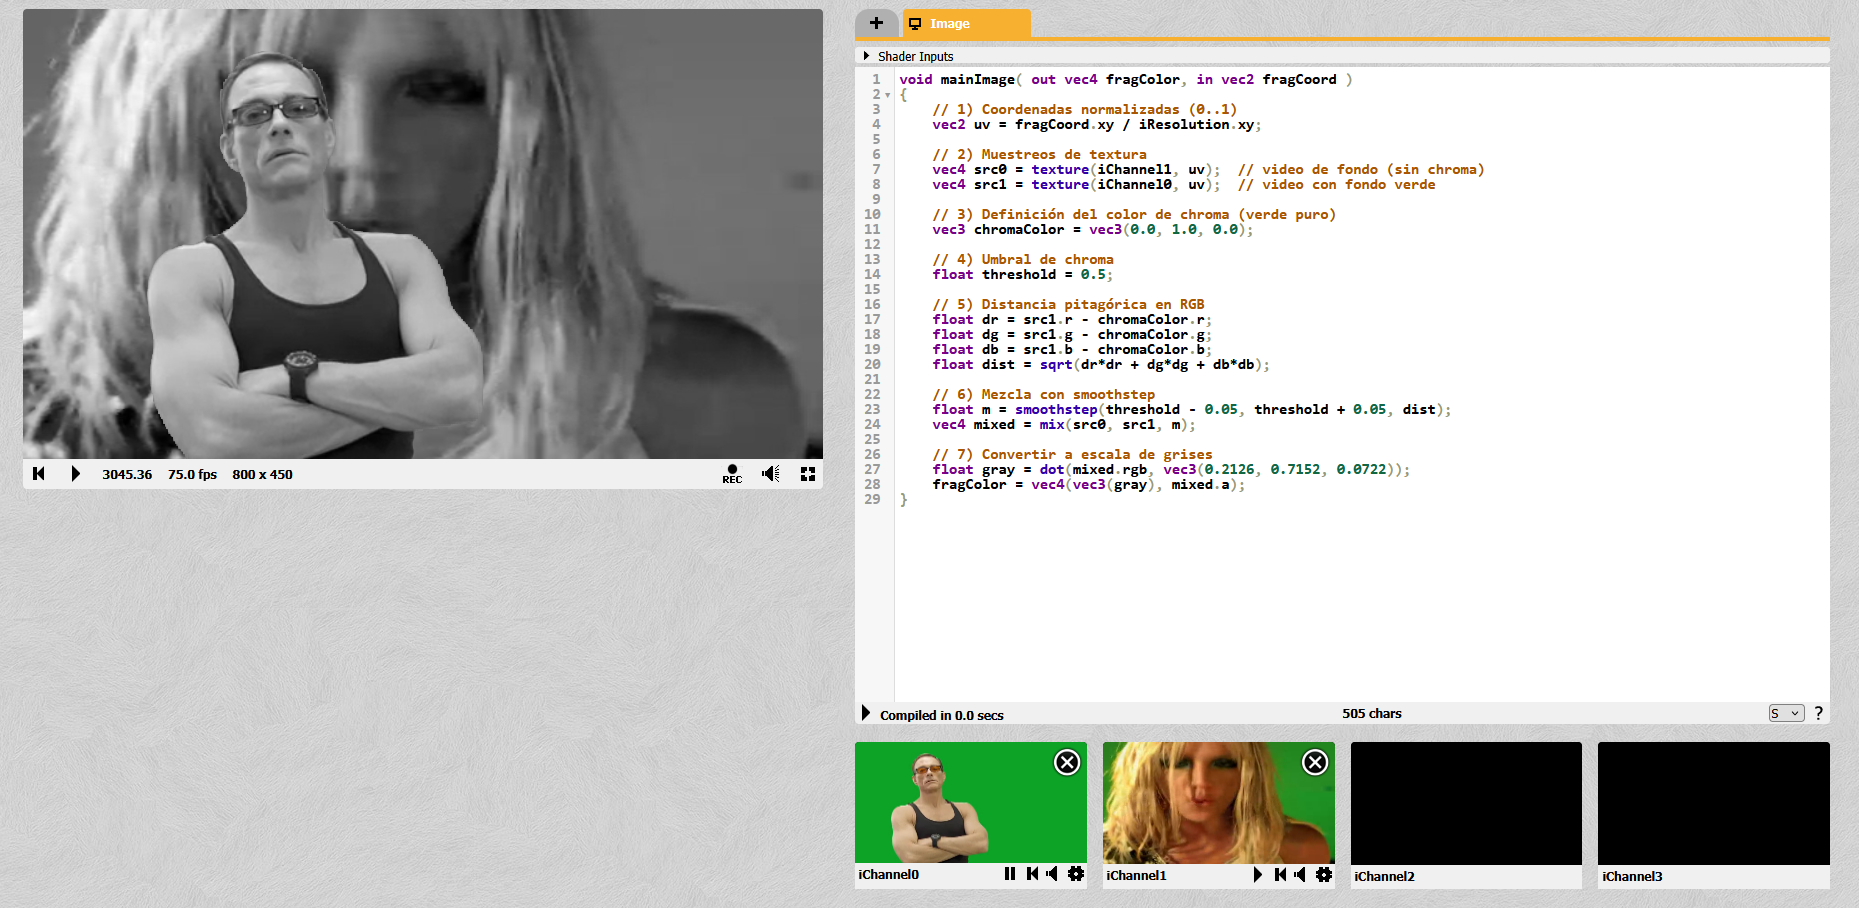 3045.36 75.0 fps 800 x 450 REC
+ Image
Shader Inputs
1 void mainImage( out vec4 fragColor, in vec2 fragCoord )
2 {
3 // 1) Coordenadas normalizadas (0..1)
4 vec2 uv = fragCoord.xy / iResolution.xy;
5
6 // 2) Muestreos de textura
7 vec4 src0 = texture(iChannel1, uv); // video de fondo (sin chroma)
8 vec4 src1 = texture(iChannel0, uv); // video con fondo verde
9
10 // 3) Definición del color de chroma (verde puro)
11 vec3 chromaColor = vec3(0.0, 1.0, 0.0);
12
13 // 4) Umbral de chroma
14 float threshold = 0.5;
15
16 // 5) Distancia pitagórica en RGB
17 float dr = src1.r - chromaColor.r;
18 float dg = src1.g - chromaColor.g;
19 float db = src1.b - chromaColor.b;
20 float dist = sqrt(dr*dr + dg*dg + db*db);
21
22 // 6) Mezcla con smoothstep
23 float m = smoothstep(threshold - 0.05, threshold + 0.05, dist);
24 vec4 mixed = mix(src0, src1, m);
25
26 // 7) Convertir a escala de grises
27 float gray = dot(mixed.rgb, vec3(0.2126, 0.7152, 0.0722));
28 fragColor = vec4(vec3(gray), mixed.a);
29 }
Compiled in 0.0 secs 505 chars S ?
iChannel0 iChannel1 iChannel2 iChannel3